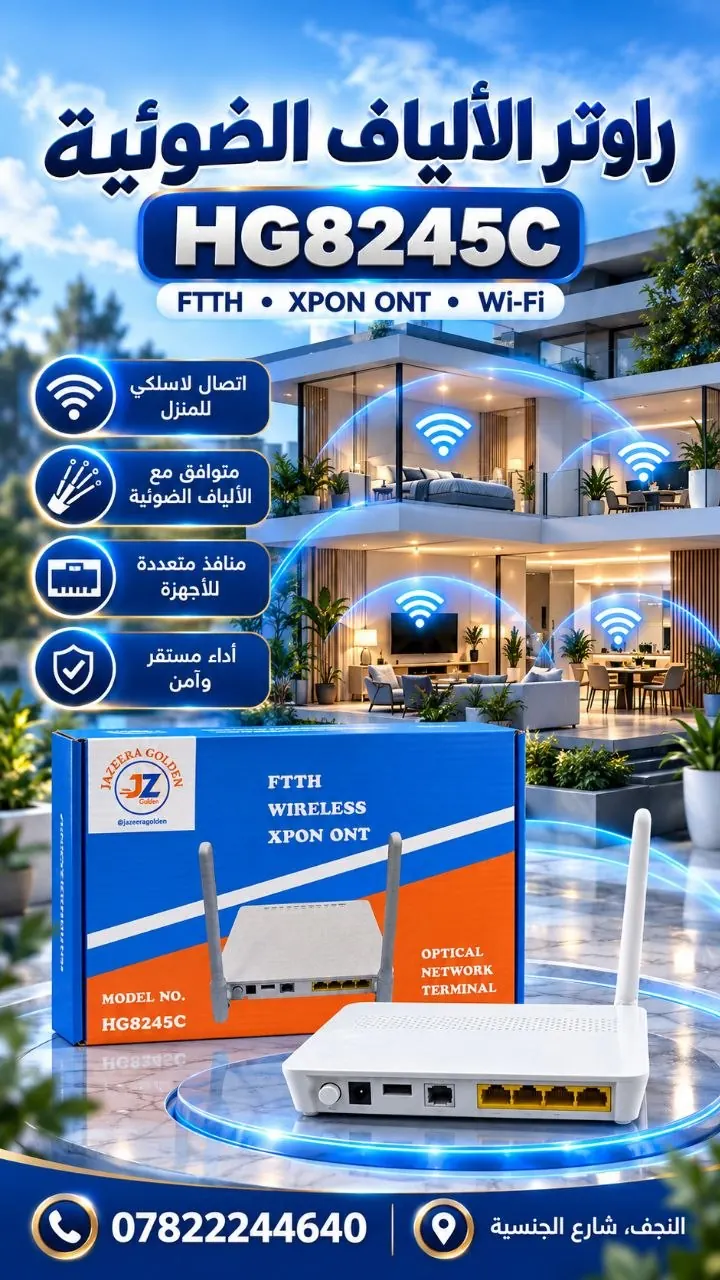 راوتر الألياف الضوئية
HG8245C
FTTH • XPON ONT • Wi-Fi
اتصال لاسلكي
للمنزل
متوافق مع
الألياف الضوئية
منافذ متعددة
للأجهزة
أداء مستقر
وآمن
JAZEERA GOLDEN
JZ
Golden
@jazeeragolden
FTTH
WIRELESS
XPON ONT
OPTICAL
NETWORK
TERMINAL
MODEL NO.
HG8245C
07822244640
النجف، شارع الجنسية